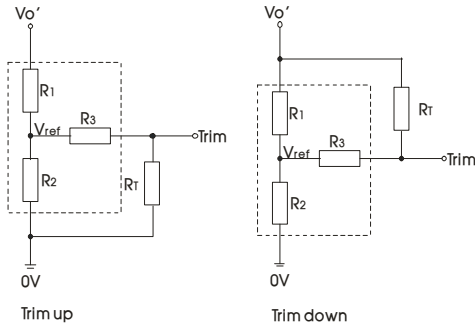 Vo'
R1
Vref
R3
Trim
R2
RT
0V
Trim up
Vo'
R1
RT
Vref
R3
Trim
R2
0V
Trim down